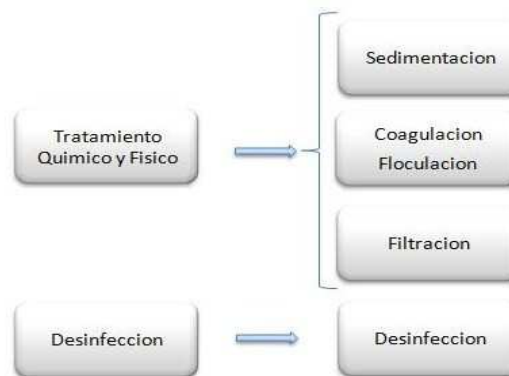 Sedimentacion
Tratamiento
Quimico y Fisico
Coagulacion
Floculacion
Filtracion
Desinfeccion
Desinfeccion